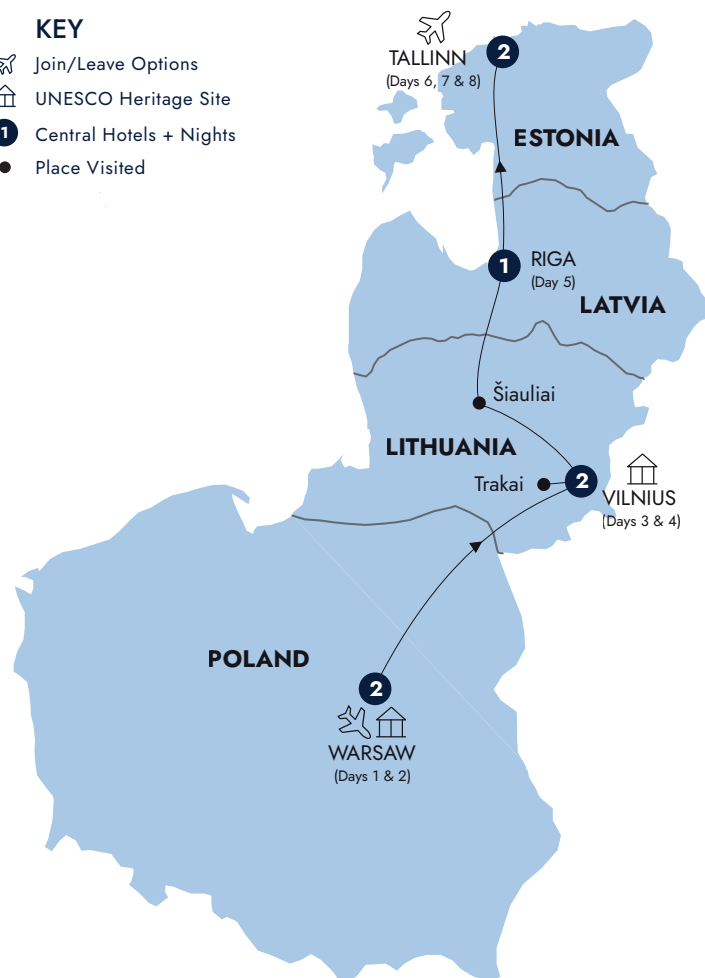 KEY
Join/Leave Options
UNESCO Heritage Site
1 Central Hotels + Nights
Place Visited
2
TALLINN
(Days 6, 7 & 8)
ESTONIA
1 RIGA
(Day 5)
LATVIA
Šiauliai
LITHUANIA
Trakai
2
VILNIUS
(Days 3 & 4)
POLAND
2
WARSAW
(Days 1 & 2)